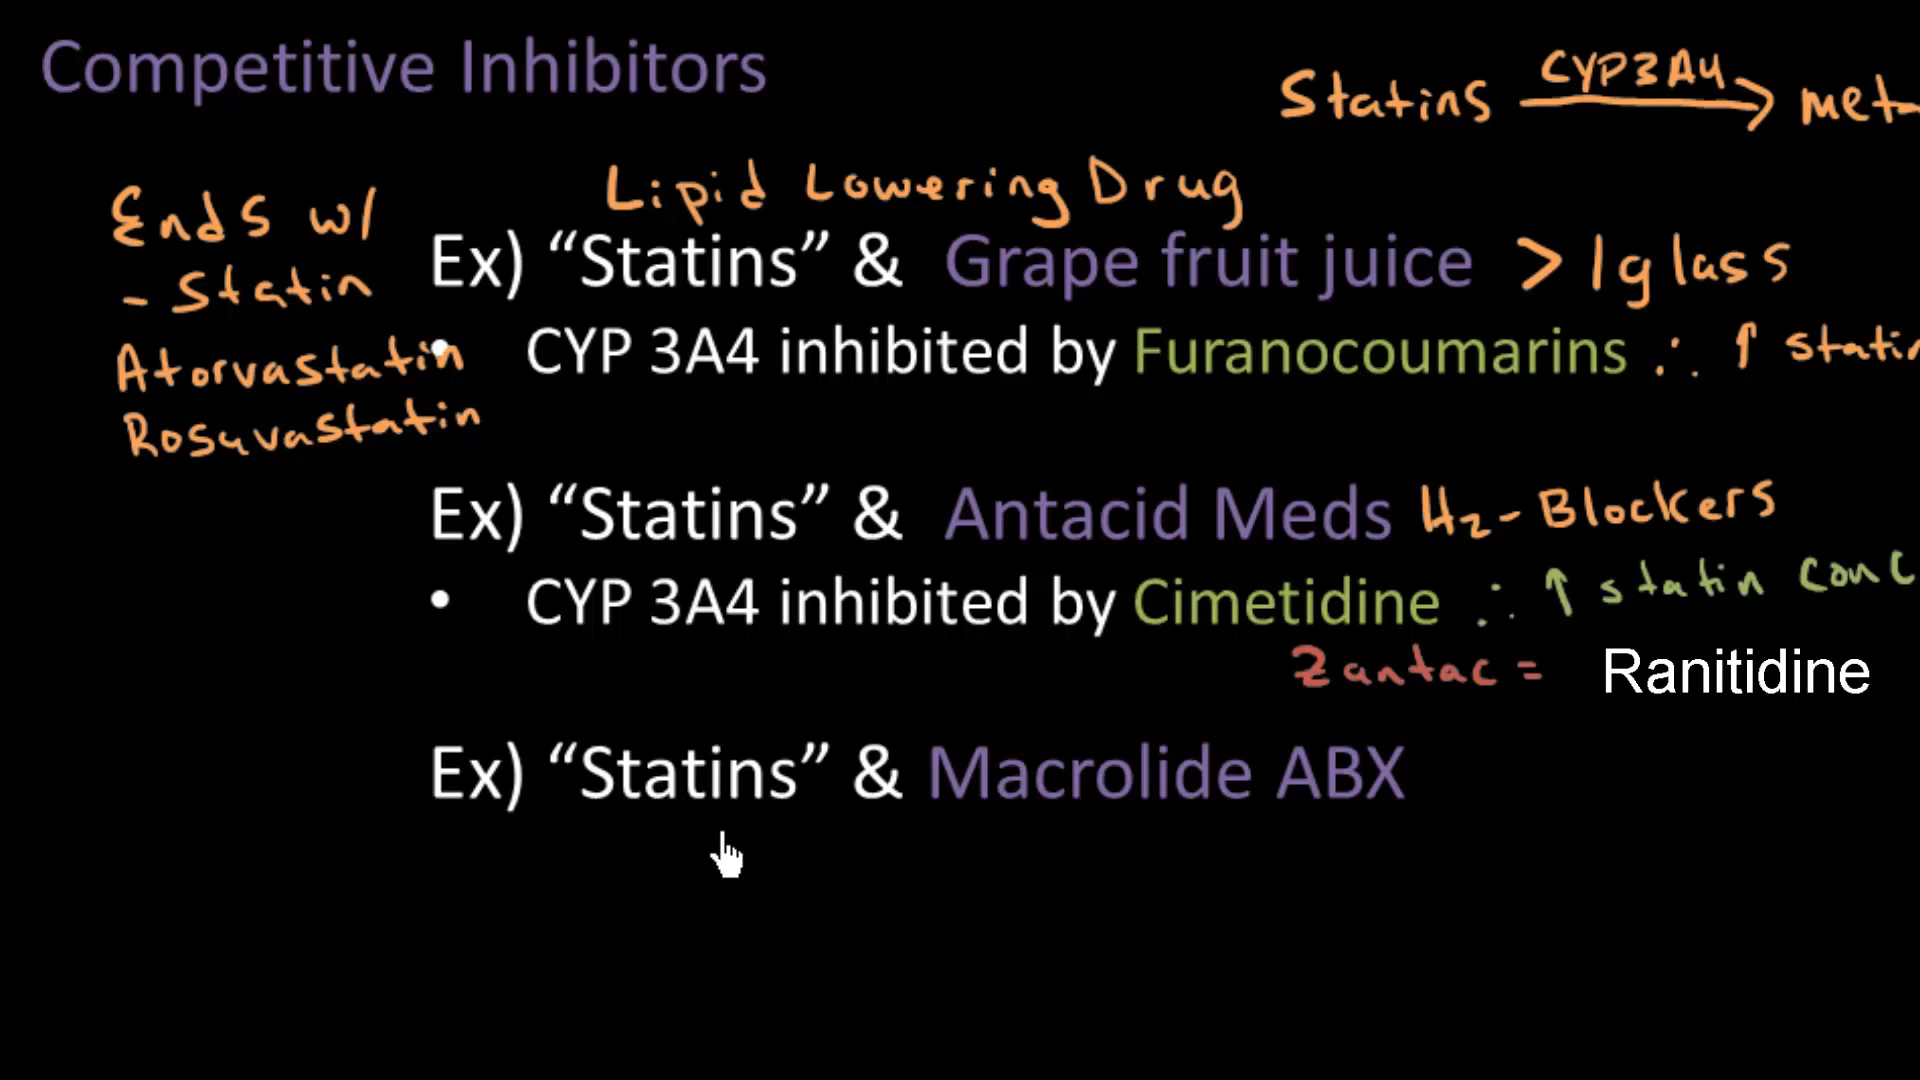 Competitive Inhibitors
Statins CYP3A4 → met
Lipid Lowering Drug
Ends w/
- Statin
Atorvastatin
Rosuvastatin
Ex) “Statins” & Grape fruit juice > 1 glass
• CYP 3A4 inhibited by Furanocoumarins ∴ ↑ statin
Ex) “Statins” & Antacid Meds H2-Blockers
• CYP 3A4 inhibited by Cimetidine ∴ ↑ statin conc
Zantac = Ranitidine
Ex) “Statins” & Macrolide ABX